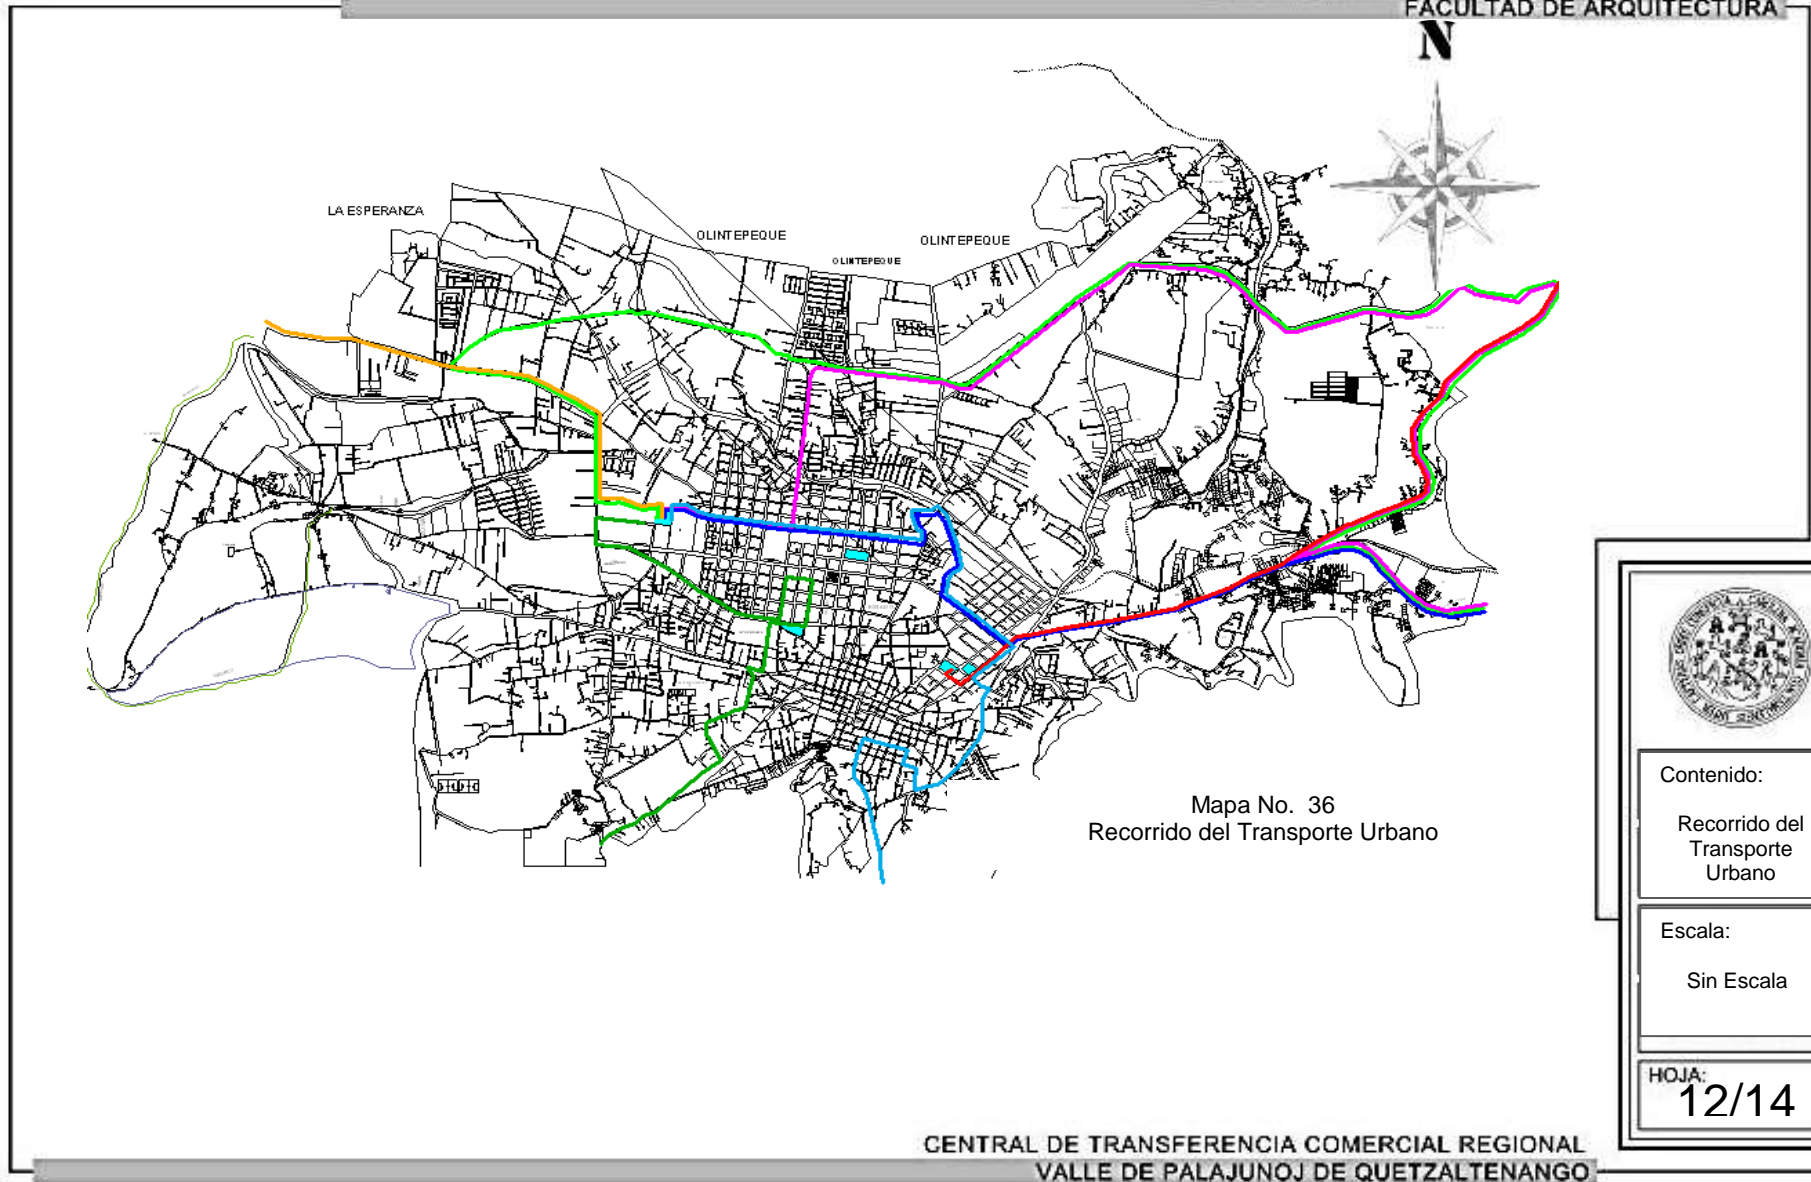 FACULTAD DE ARQUITECTURA
N
LA ESPERANZA
OLINTEPEQUE
OLINTEPEQUE
OLINTEPEQUE
Mapa No. 36
Recorrido del Transporte Urbano
Contenido:
Recorrido del
Transporte
Urbano
Escala:
Sin Escala
HOJA:
12/14
CENTRAL DE TRANSFERENCIA COMERCIAL REGIONAL
VALLE DE PALAJUNOJ DE QUETZALTENANGO